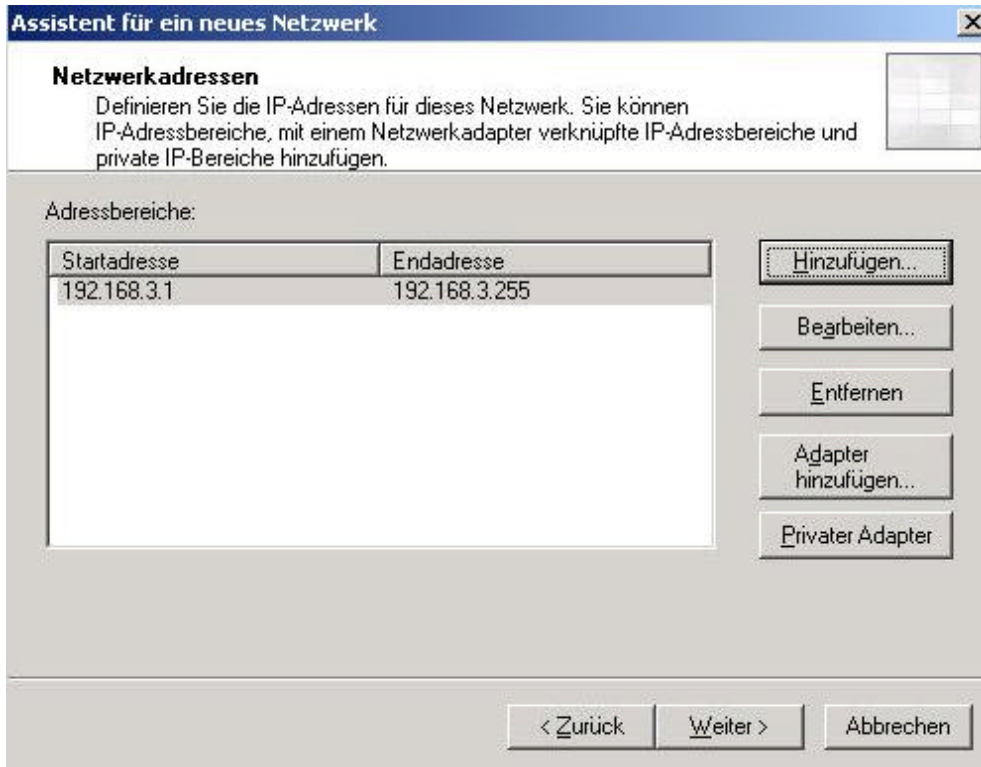 Assistent für ein neues Netzwerk
Netzwerkadressen
Definieren Sie die IP-Adressen für dieses Netzwerk. Sie können
IP-Adressbereiche, mit einem Netzwerkadapter verknüpfte IP-Adressbereiche und
private IP-Bereiche hinzufügen.
Adressbereiche:
Startadresse Endadresse
192.168.3.1 192.168.3.255
Hinzufügen...
Bearbeiten...
Entfernen
Adapter
hinzufügen...
Privater Adapter
< Zurück Weiter > Abbrechen